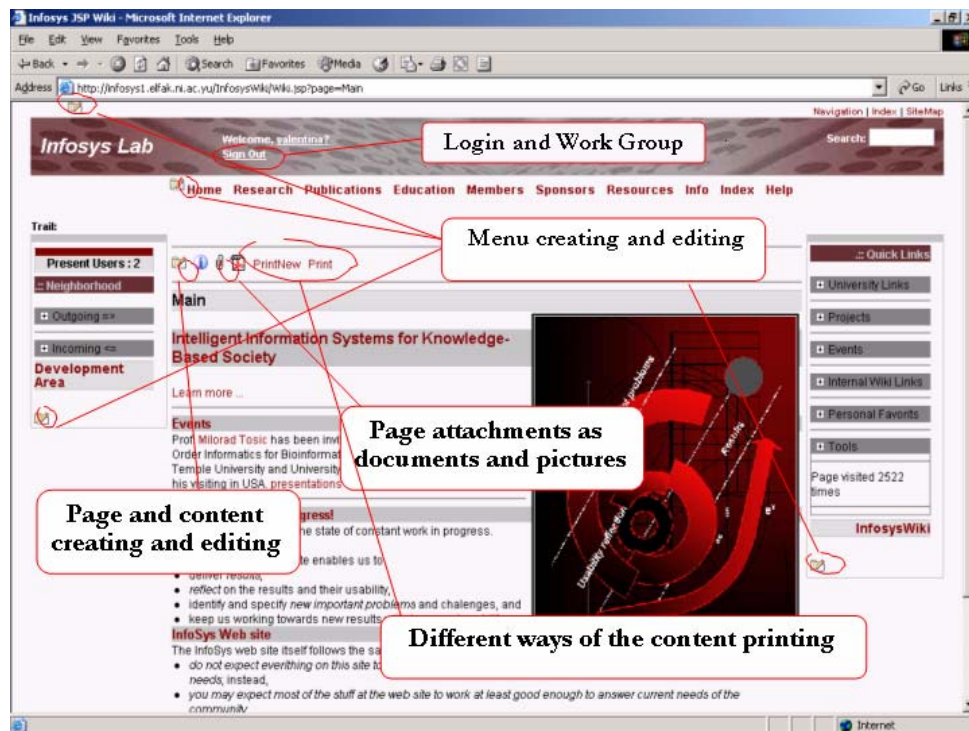 Infosys JSP Wiki - Microsoft Internet Explorer
File Edit View Favorites Tools Help
Back Search Favorites Media
Address http://infosys1.elfak.ni.ac.yu/InfosysWiki/Wiki.jsp?page=Main Go Links
Navigation | Index | SiteMap
Infosys Lab
Welcome, valentina?
Sign Out
Login and Work Group
Search:
Home Research Publications Education Members Sponsors Resources Info Index Help
Trail:
Menu creating and editing
Present Users : 2
.:: Neighborhood
Outgoing =>
Incoming <=
Development
Area
PrintNew Print
Main
Intelligent Information Systems for Knowledge-
Based Society
Learn more ...
Events
Prof. Milorad Tosic has been
Order Informatics for
Temple University and University
his visiting in USA. presentations
Page attachments as
documents and pictures
Page and content
creating and editing
the state of constant work in progress.
enables us to
deliver results,
reflect on the results and their usability,
identify and specify new important problems and chalenges, and
keep us working towards new results
InfoSys Web site
The InfoSys web site itself follows the
do not expect everithing on this site to
needs, instead,
you may expect most of the stuff at the web site to work at least good enough to answer current needs of the
community
Different ways of the content printing
problems
Results
Usability reflection
.:: Quick Links
University Links
Projects
Events
Internal Wiki Links
Personal Favorits
Tools
Page visited 2522
times
InfosysWiki
Internet